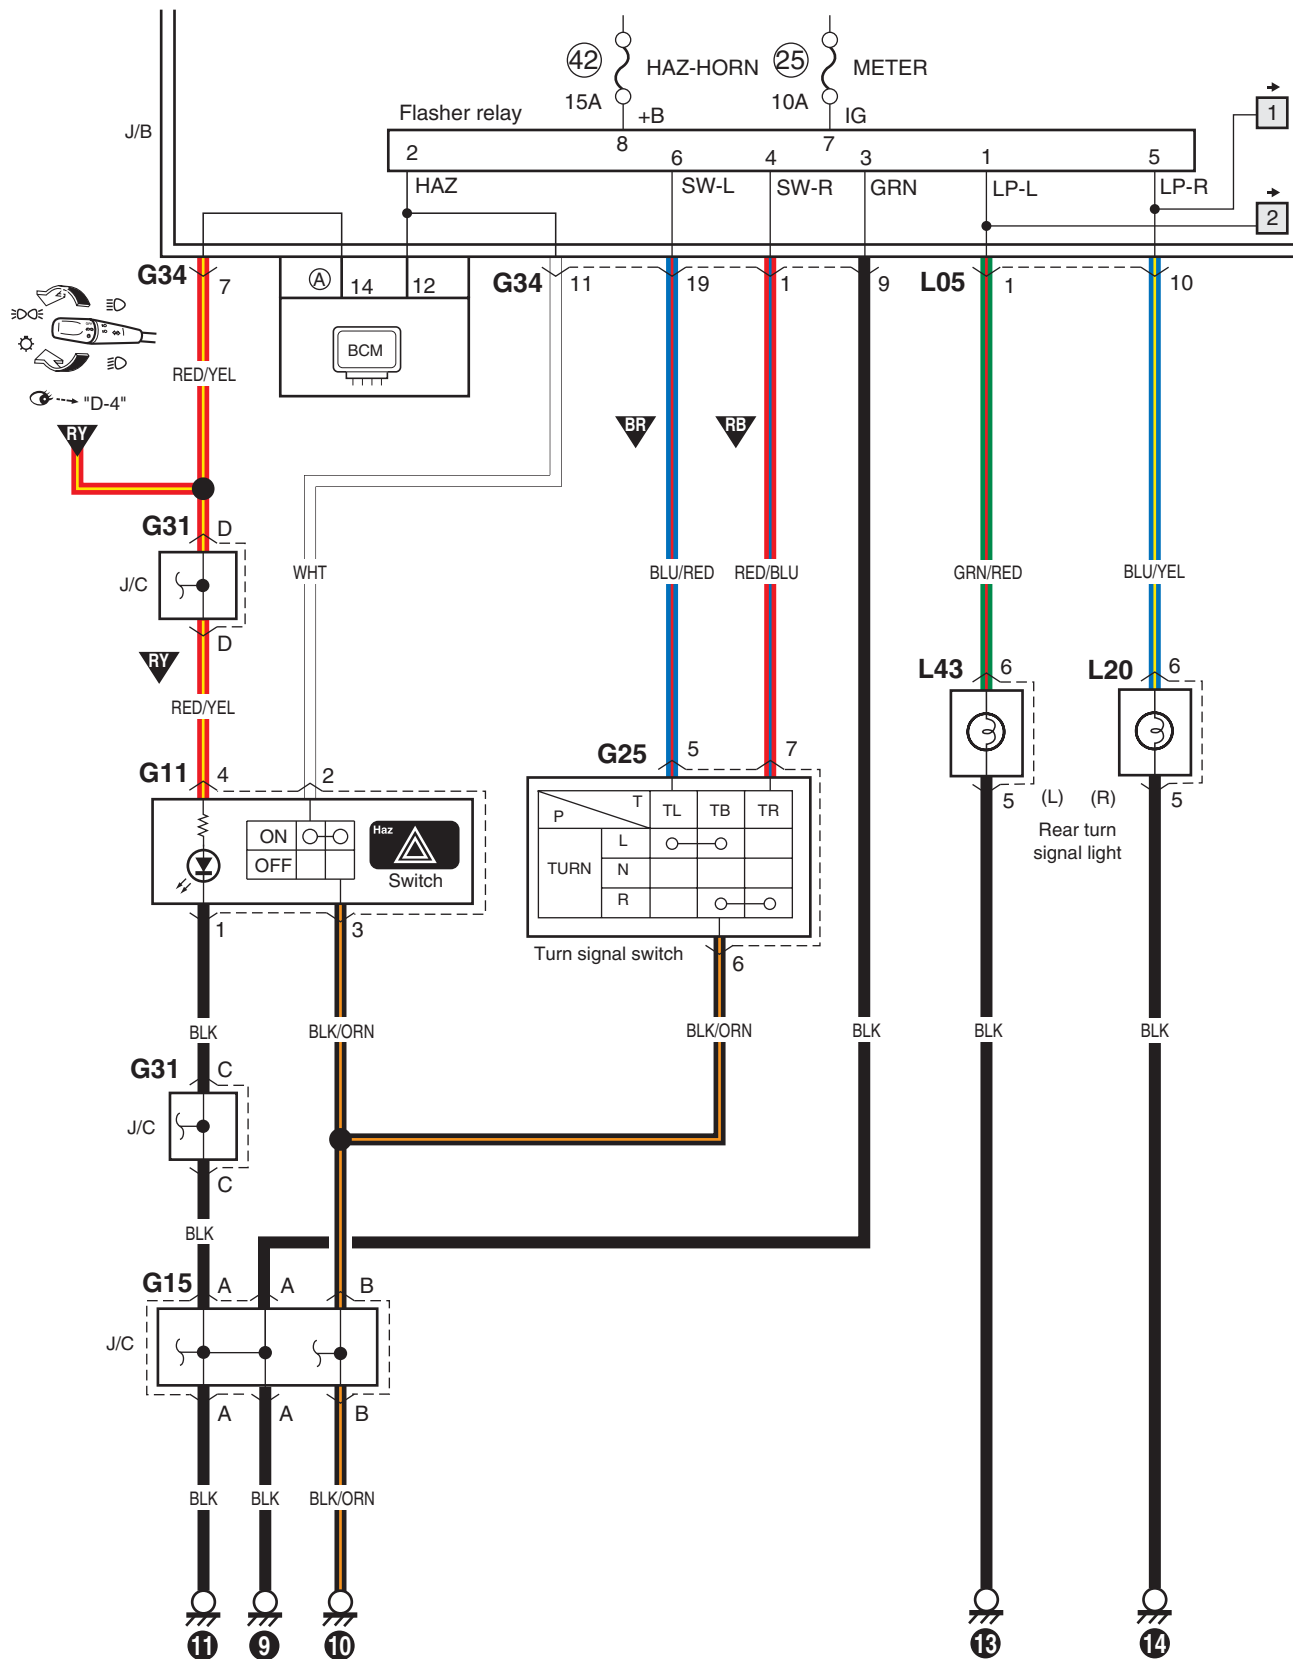 42 HAZ-HORN 25 METER
15A 10A
J/B Flasher relay +B IG 1
2 8 6 4 7 3 1 5
HAZ SW-L SW-R GRN LP-L LP-R 2
G34 7 A 14 12 G34 11 19 1 9 L05 1 10
BCM
RED/YEL
"D-4"
RY BR RB
G31 D
J/C WHT BLU/RED RED/BLU GRN/RED BLU/YEL
D
RY L43 6 L20 6
RED/YEL
G11 4 2 G25 5 7
ON Haz P T TL TB TR 5 (L) (R) 5
OFF Switch TURN L Rear turn
N signal light
R
1 3 Turn signal switch 6
BLK BLK/ORN BLK/ORN BLK BLK BLK
G31 C
J/C
C
BLK
G15 A A B
J/C
A A B
BLK BLK BLK/ORN
11 9 10 13 14